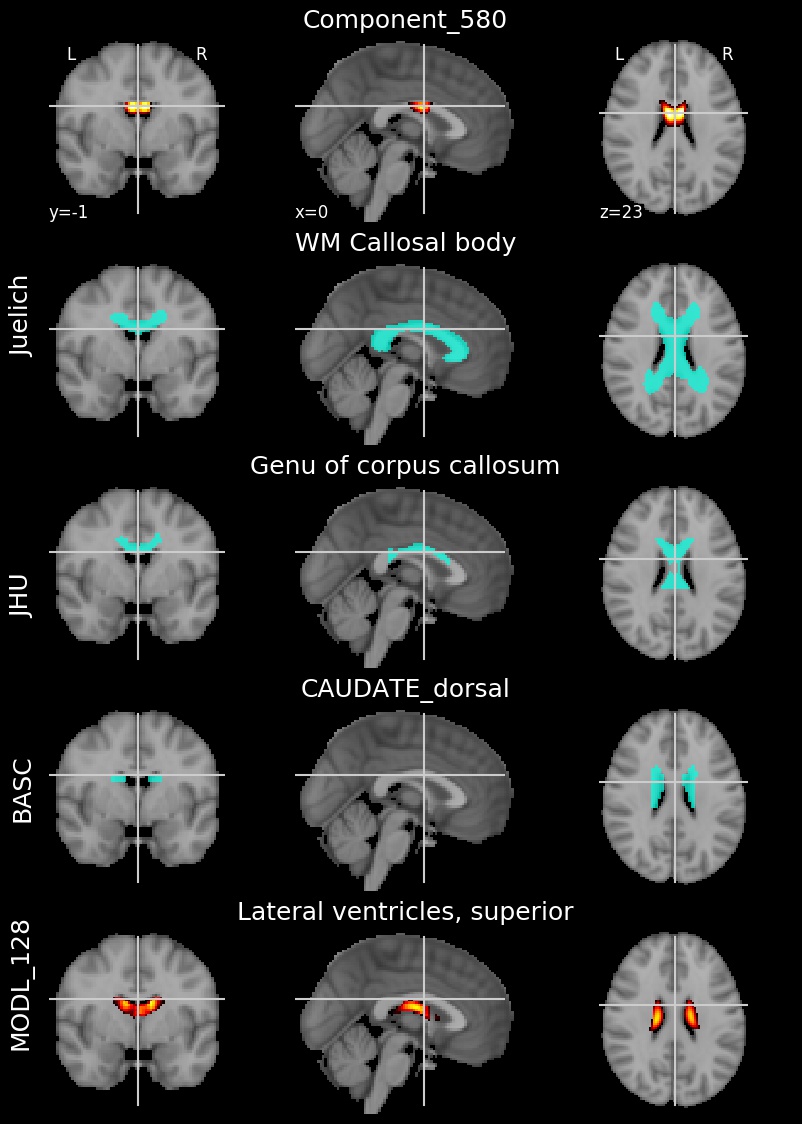 Component_580
L R L R
y=-1 x=0 z=23
WM Callosal body
Juelich
Genu of corpus callosum
JHU
CAUDATE_dorsal
BASC
Lateral ventricles, superior
MODL_128